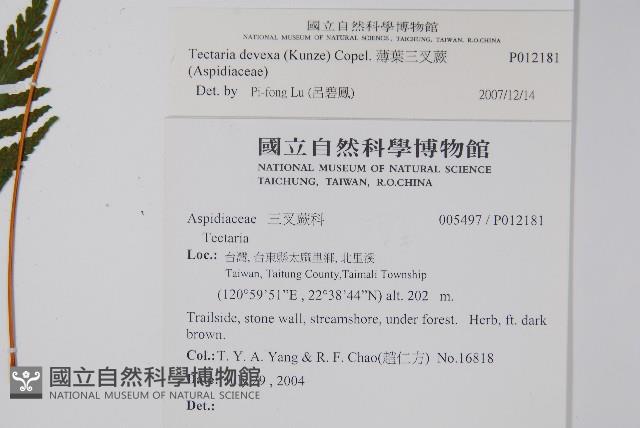 國立自然科學博物館
NATIONAL MUSEUM OF NATURAL SCIENCE, TAICHUNG, TAIWAN, R.O.CHINA
Tectaria devexa (Kunze) Copel. 薄葉三叉蕨 P012181
(Aspidiaceae)
Det. by Pi-fong Lu (呂碧鳳) 2007/12/14
國立自然科學博物館
NATIONAL MUSEUM OF NATURAL SCIENCE
TAICHUNG, TAIWAN, R.O.CHINA
Aspidiaceae 三叉蕨科 005497 / P012181
Tectaria
Loc.: 台灣, 台東縣太麻里鄉, 北里溪
Taiwan, Taitung County, Taimali Township
(120°59'51"E , 22°38'44"N) alt. 202 m.
Trailside, stone wall, streamshore, under forest. Herb, ft. dark
brown.
Col.: T. Y. A. Yang & R. F. Chao(趙仁方) No.16818
, 2004
Det.:
國立自然科學博物館
NATIONAL MUSEUM OF NATURAL SCIENCE